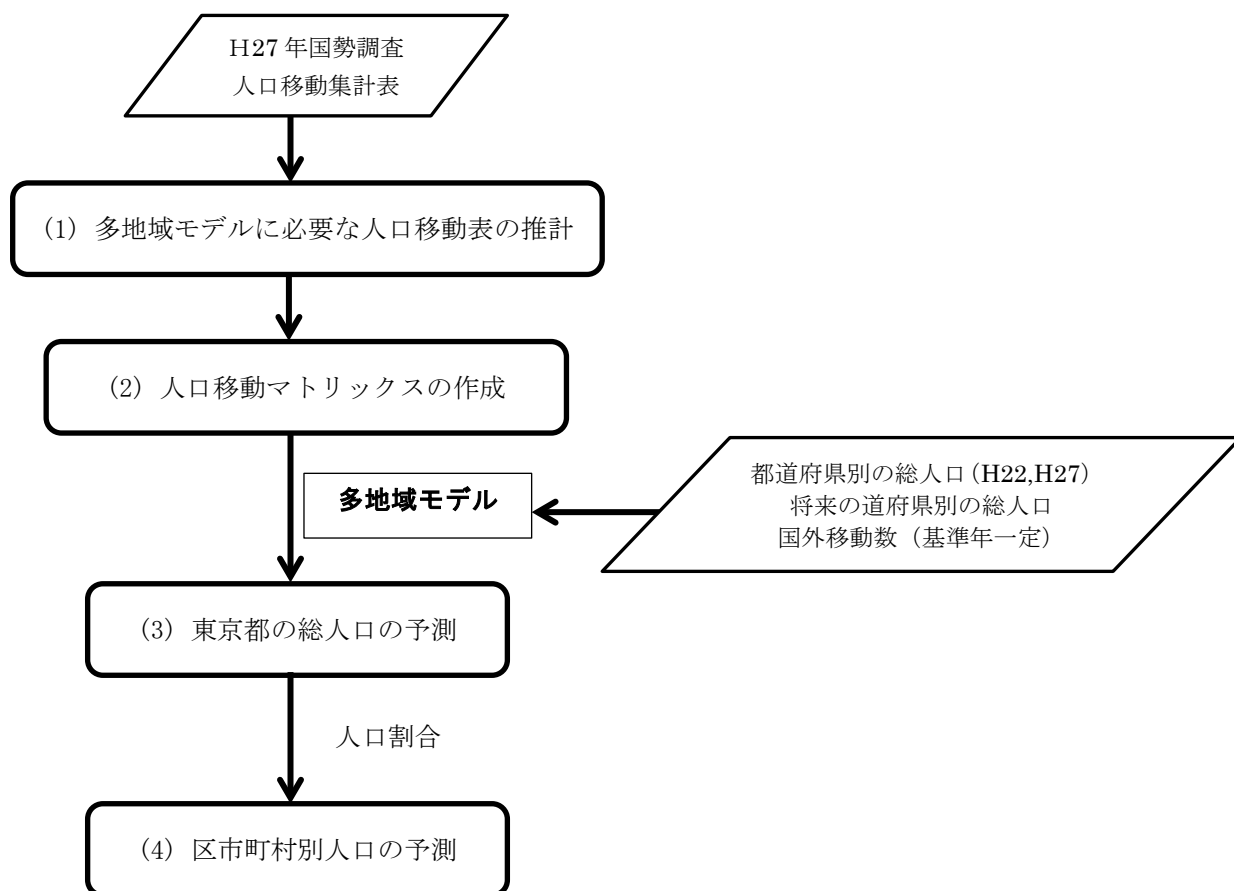 Ｈ27 年国勢調査
人口移動集計表
(1) 多地域モデルに必要な人口移動表の推計
(2) 人口移動マトリックスの作成
多地域モデル
都道府県別の総人口（H22,H27）
将来の道府県別の総人口
国外移動数（基準年一定）
(3) 東京都の総人口の予測
人口割合
(4) 区市町村別人口の予測